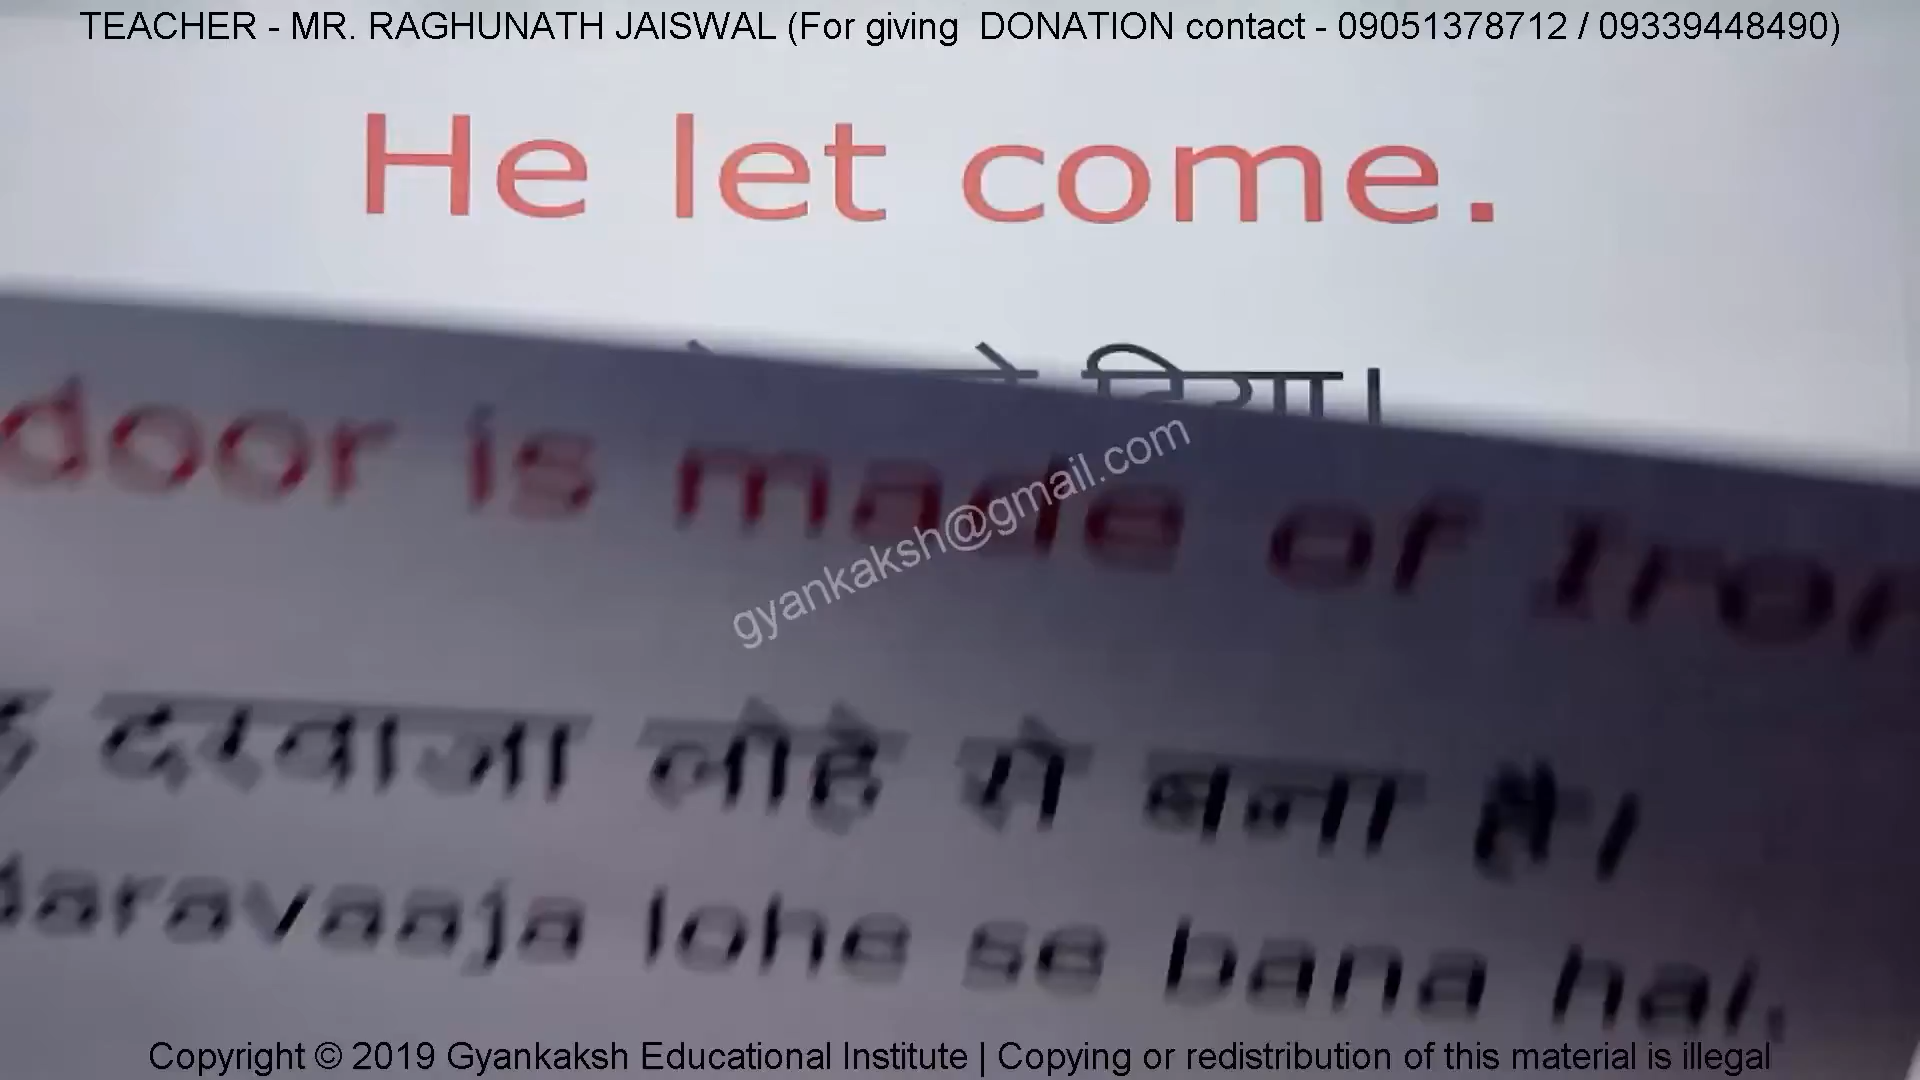 TEACHER - MR. RAGHUNATH JAISWAL (For giving DONATION contact - 09051378712 / 09339448490)
He let come.
दिया।
door is made of Iron
gyankaksh@gmail.com
दरवाजा लोहे से बना है।
daravaaja lohe se bana hai.
Copyright © 2019 Gyankaksh Educational Institute | Copying or redistribution of this material is illegal